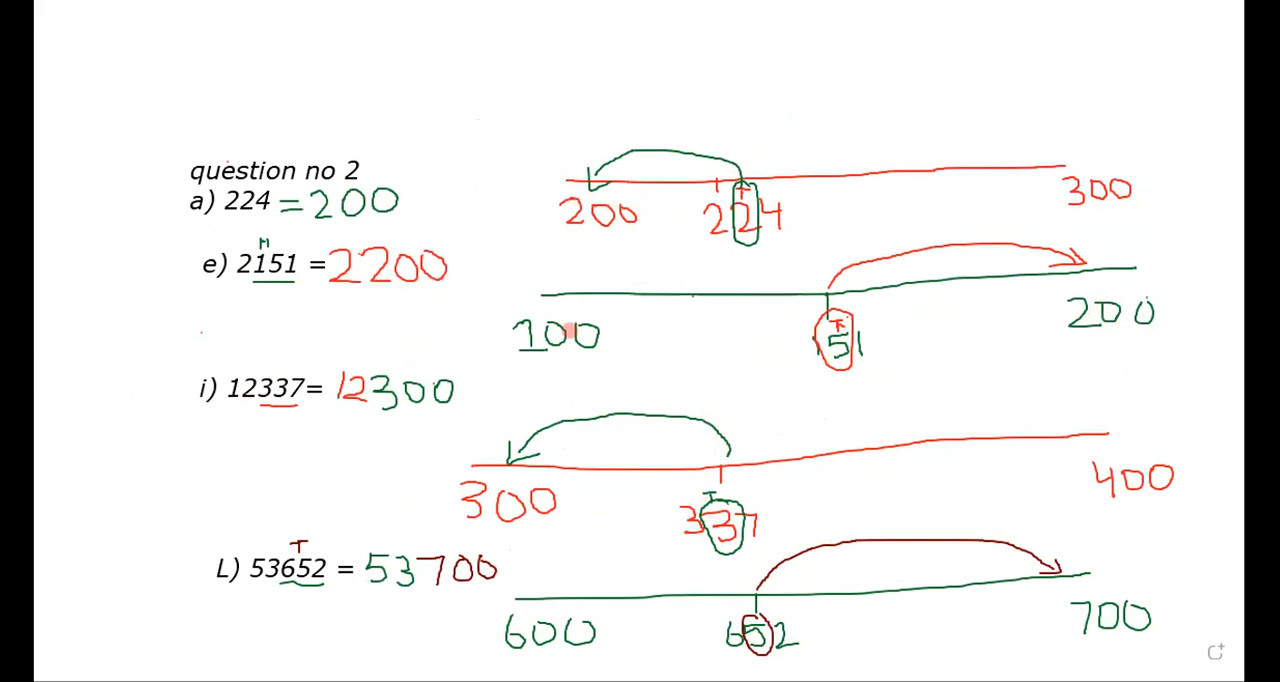 question no 2
a) 224 = 200
200 224 300
T
e) 2151 = 2200
H
100 151 200
T
i) 12337= 12300
300 337 400
T
L) 53652 = 53700
T
600 652 700